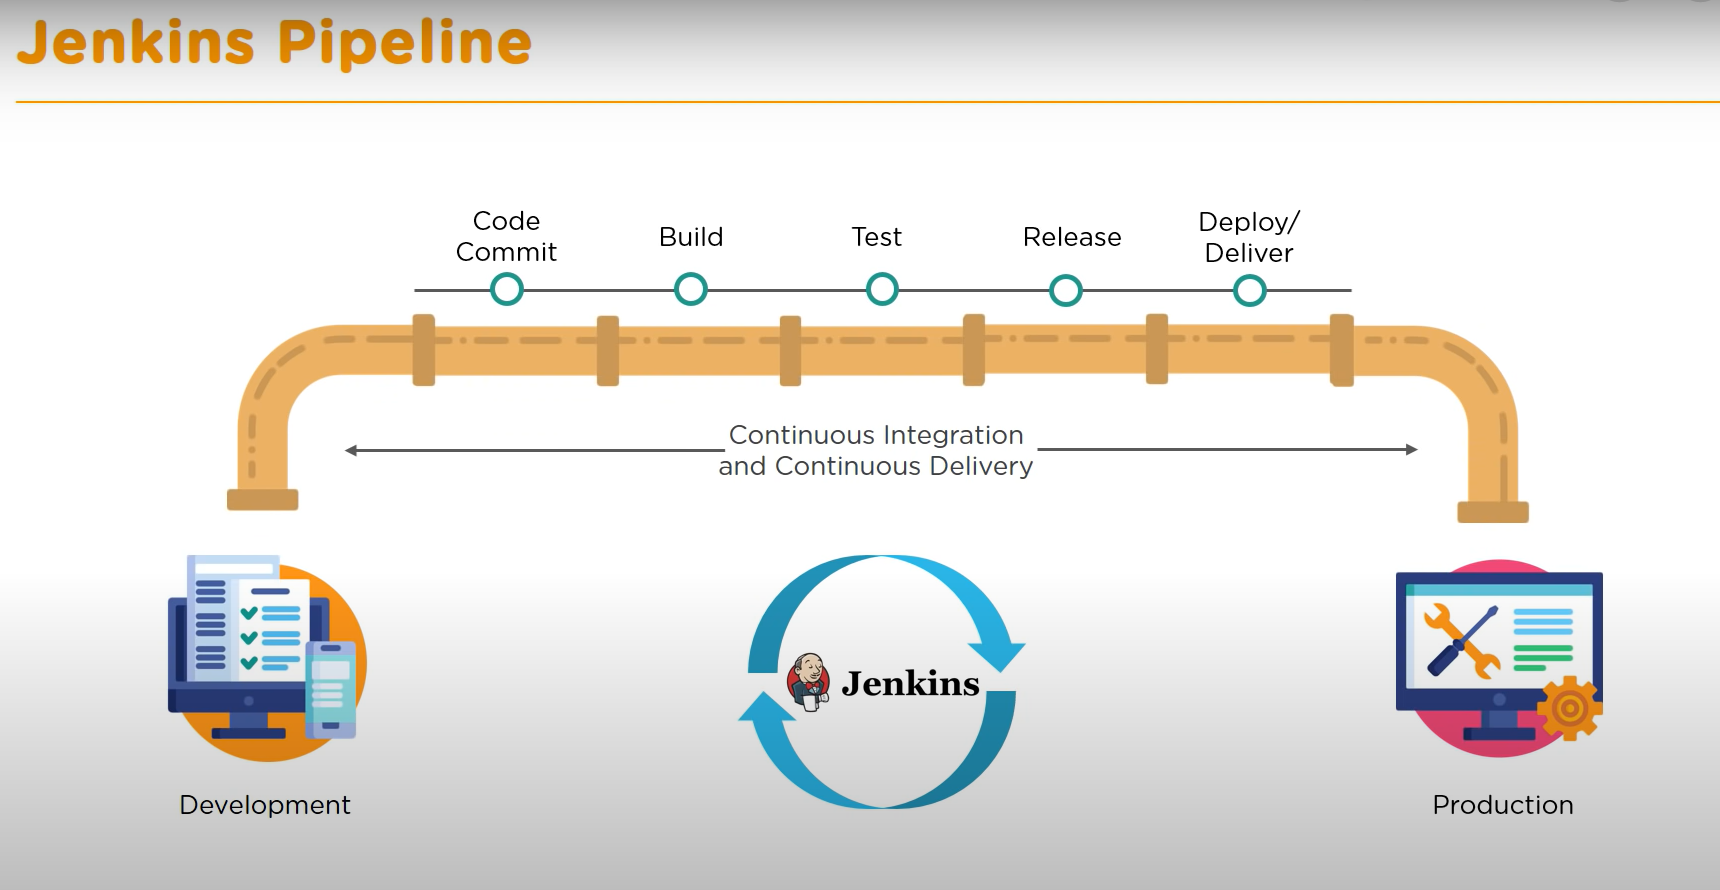 Jenkins Pipeline
Code
Commit
Build
Test
Release
Deploy/
Deliver
Continuous Integration
and Continuous Delivery
Jenkins
Development
Production